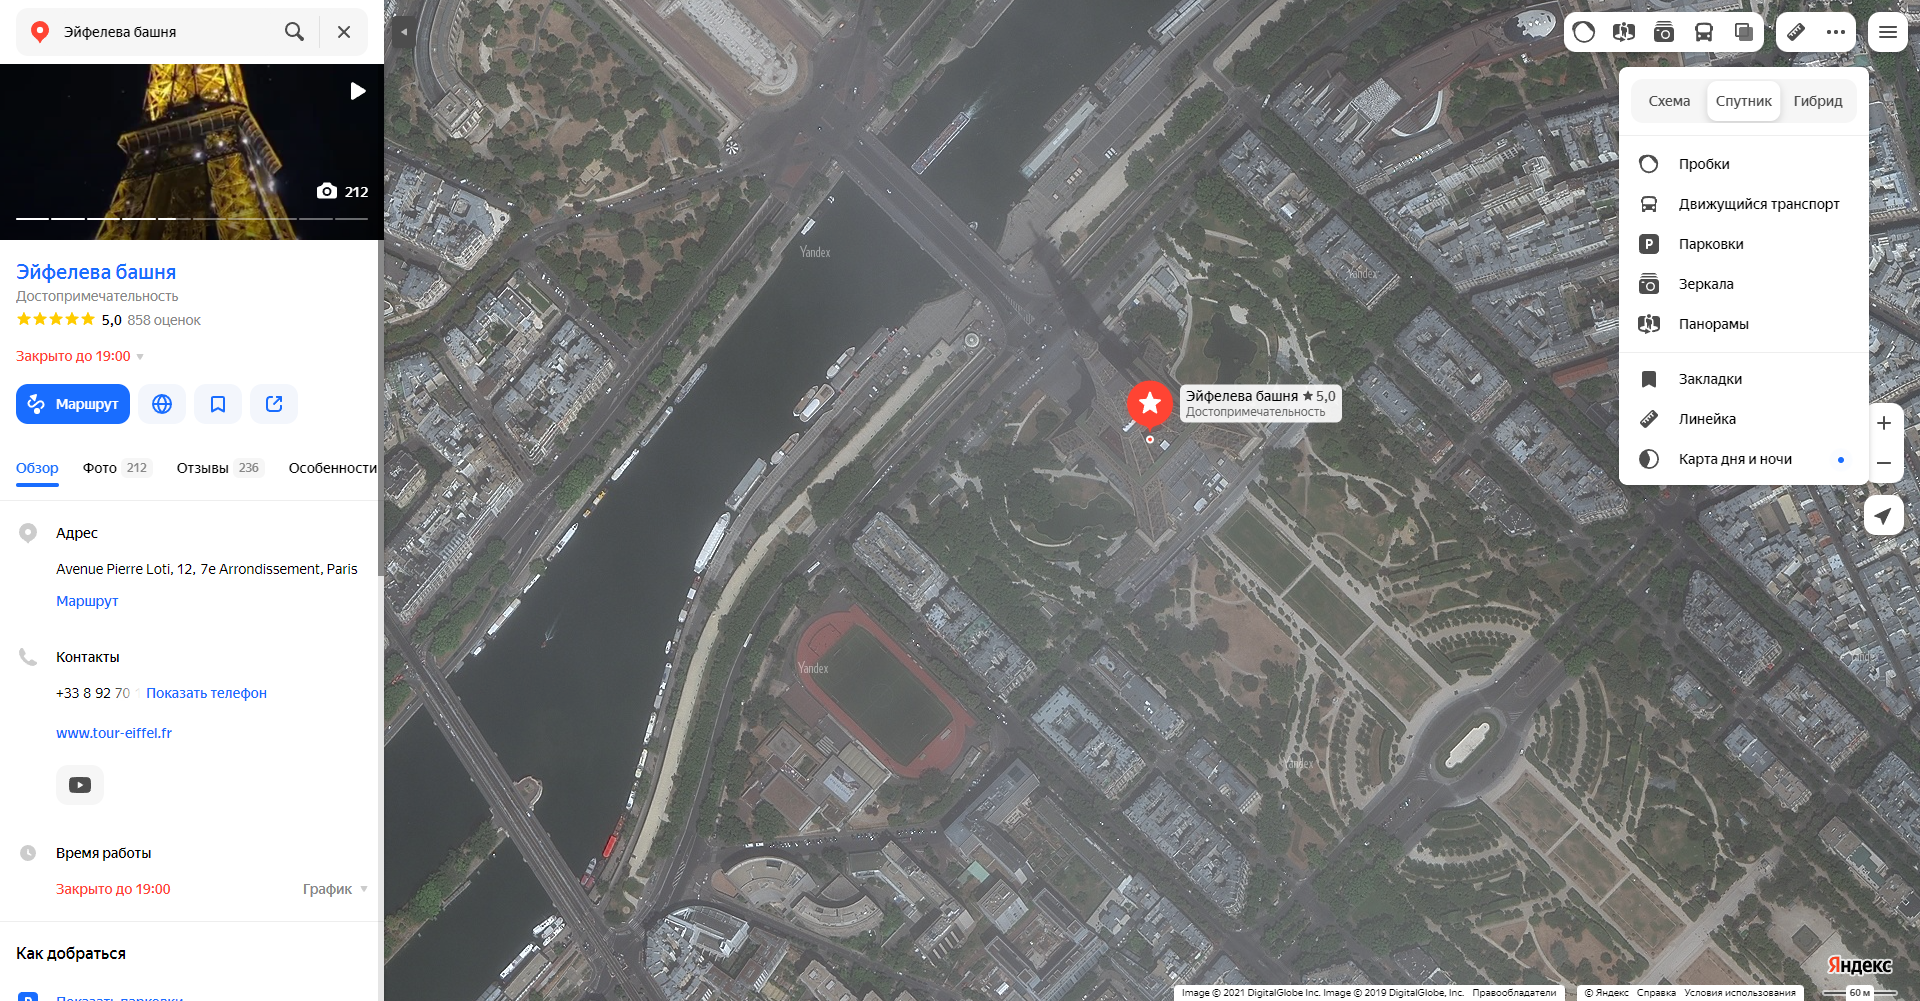 Эйфелева башня
212
Эйфелева башня
Достопримечательность
5,0 858 оценок
Закрыто до 19:00
Маршрут
Обзор Фото 212 Отзывы 236 Особенности
Адрес
Avenue Pierre Loti, 12, 7e Arrondissement, Paris
Маршрут
Контакты
+33 8 92 70 Показать телефон
www.tour-eiffel.fr
Время работы
Закрыто до 19:00 График
Как добраться
Показать парковки
Yandex
Yandex
Эйфелева башня ★ 5,0
Достопримечательность
Yandex
Yandex
Yandex
Схема Спутник Гибрид
Пробки
Движущийся транспорт
P Парковки
Зеркала
Панорамы
Закладки
Линейка
Карта дня и ночи
Яндекс
Image © 2021 DigitalGlobe Inc. Image © 2019 DigitalGlobe, Inc. Правообладатели
© Яндекс Справка Условия использования
60 м